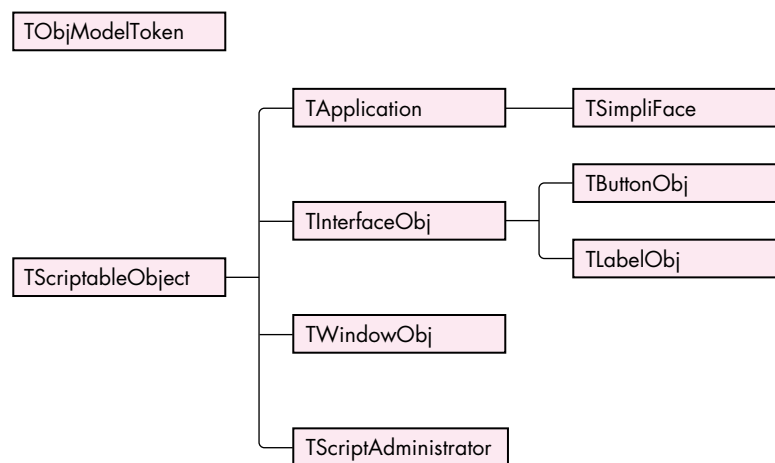 TObjModelToken
TApplication
TSimpliFace
TButtonObj
TInterfaceObj
TLabelObj
TScriptableObject
TWindowObj
TScriptAdministrator